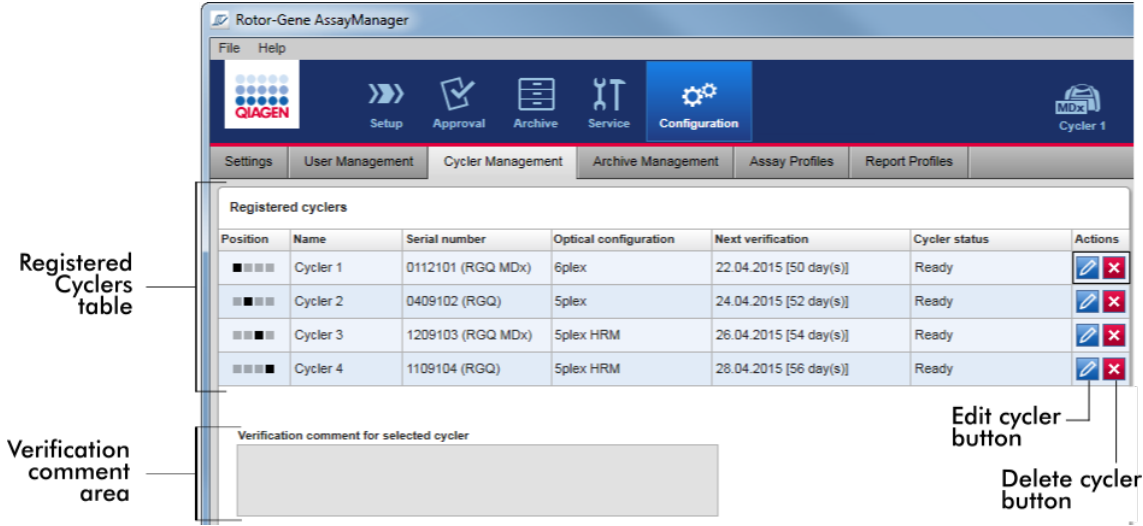 Rotor-Gene AssayManager
File Help
QIAGEN
Setup Approval Archive Service Configuration
MDx
Cycler 1
Settings User Management Cycler Management Archive Management Assay Profiles Report Profiles
Registered cyclers
Position Name Serial number Optical configuration Next verification Cycler status Actions
Cycler 1 0112101 (RGQ MDx) 6plex 22.04.2015 [50 day(s)] Ready
Cycler 2 0409102 (RGQ) 5plex 24.04.2015 [52 day(s)] Ready
Cycler 3 1209103 (RGQ MDx) 5plex HRM 26.04.2015 [54 day(s)] Ready
Cycler 4 1109104 (RGQ) 5plex HRM 28.04.2015 [56 day(s)] Ready
Registered
Cyclers
table
Edit cycler
button
Delete cycler
button
Verification comment for selected cycler
Verification
comment
area